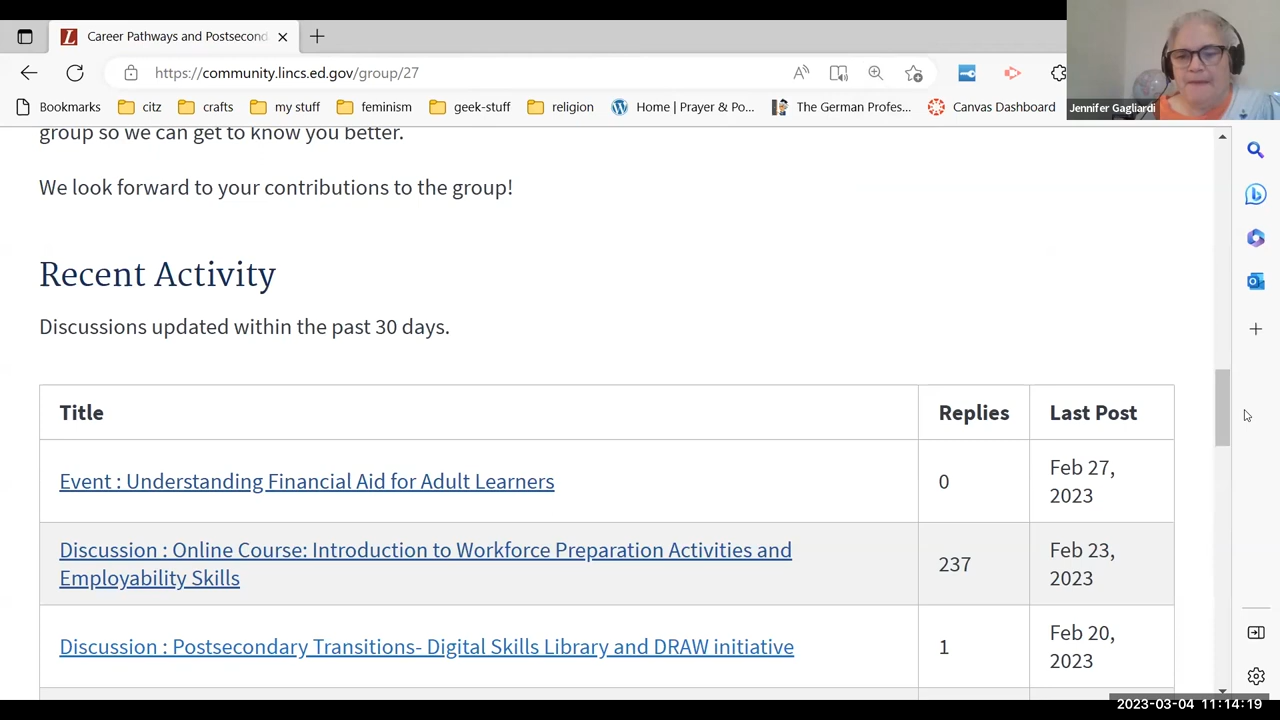 Career Pathways and Postsecond
https://community.lincs.ed.gov/group/27
Bookmarks citz crafts my stuff feminism geek-stuff religion Home | Prayer & Po... The German Profes... Canvas Dashboard
Jennifer Gagliardi
group so we can get to know you better.
We look forward to your contributions to the group!
Recent Activity
Discussions updated within the past 30 days.
Title Replies Last Post
Event : Understanding Financial Aid for Adult Learners 0 Feb 27,
2023
Discussion : Online Course: Introduction to Workforce Preparation Activities and
Employability Skills 237 Feb 23,
2023
Discussion : Postsecondary Transitions- Digital Skills Library and DRAW initiative 1 Feb 20,
2023
2023-03-04 11:14:19